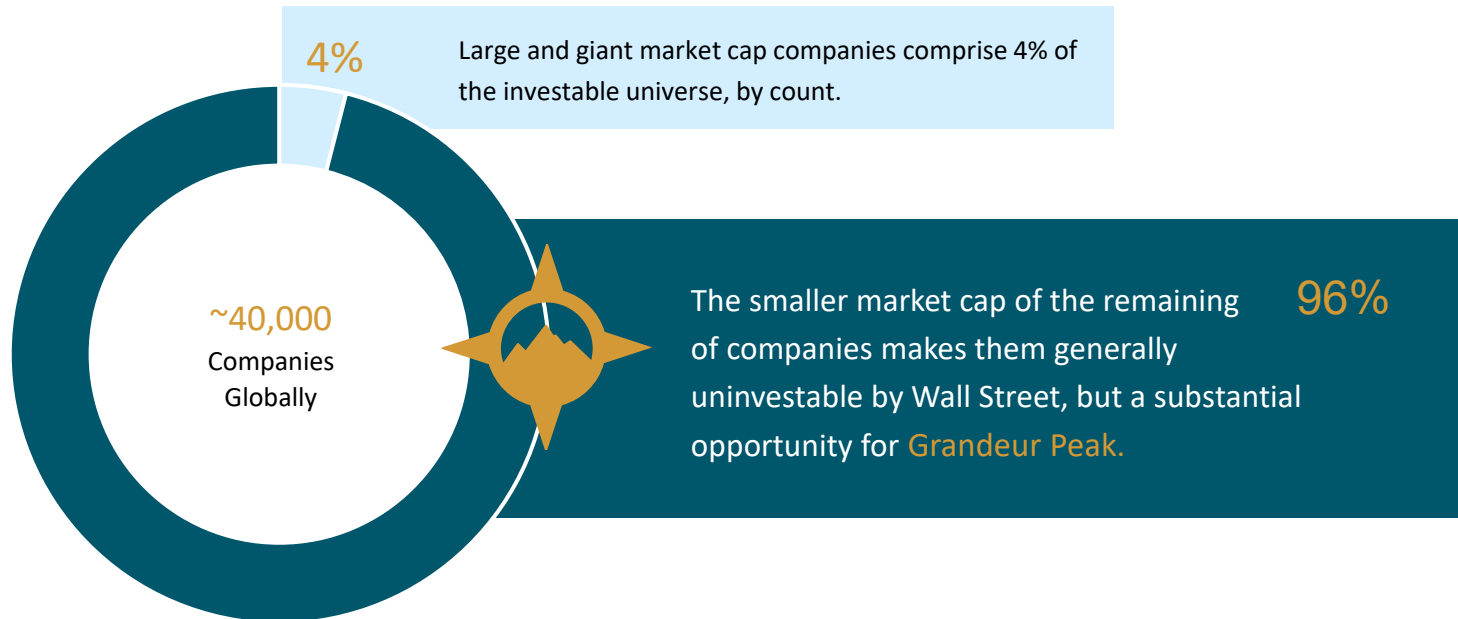 4%
Large and giant market cap companies comprise 4% of
the investable universe, by count.
~40,000
Companies
Globally
The smaller market cap of the remaining 96%
of companies makes them generally
uninvestable by Wall Street, but a substantial
opportunity for Grandeur Peak.